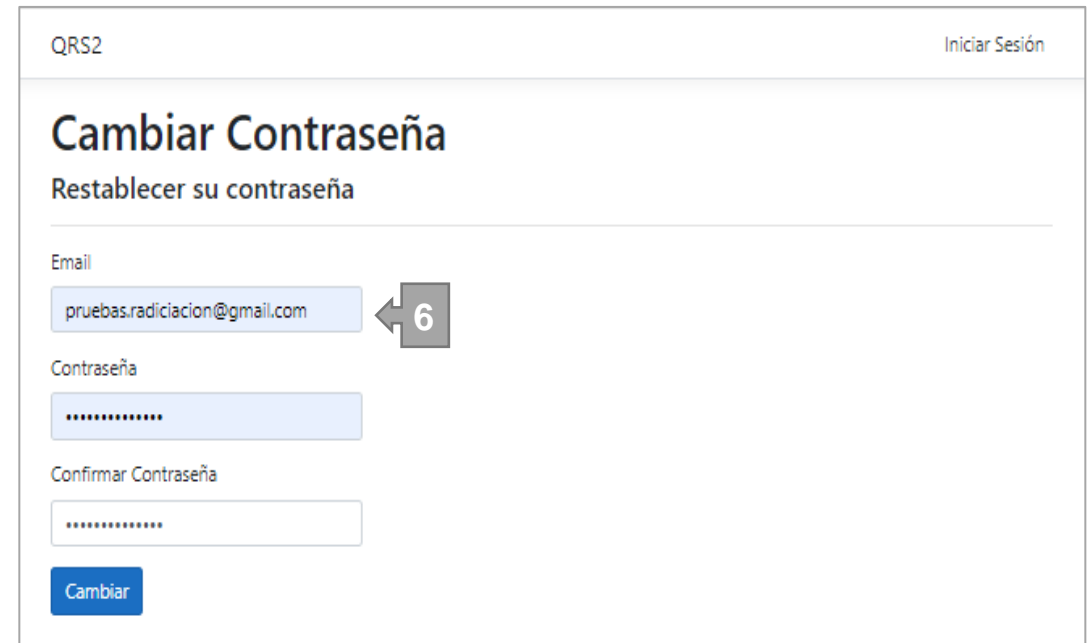 QRS2 Iniciar Sesión
Cambiar Contraseña
Restablecer su contraseña
Email
pruebas.radiciacion@gmail.com 6
Contraseña
••••••••••••••
Confirmar Contraseña
••••••••••••••
Cambiar